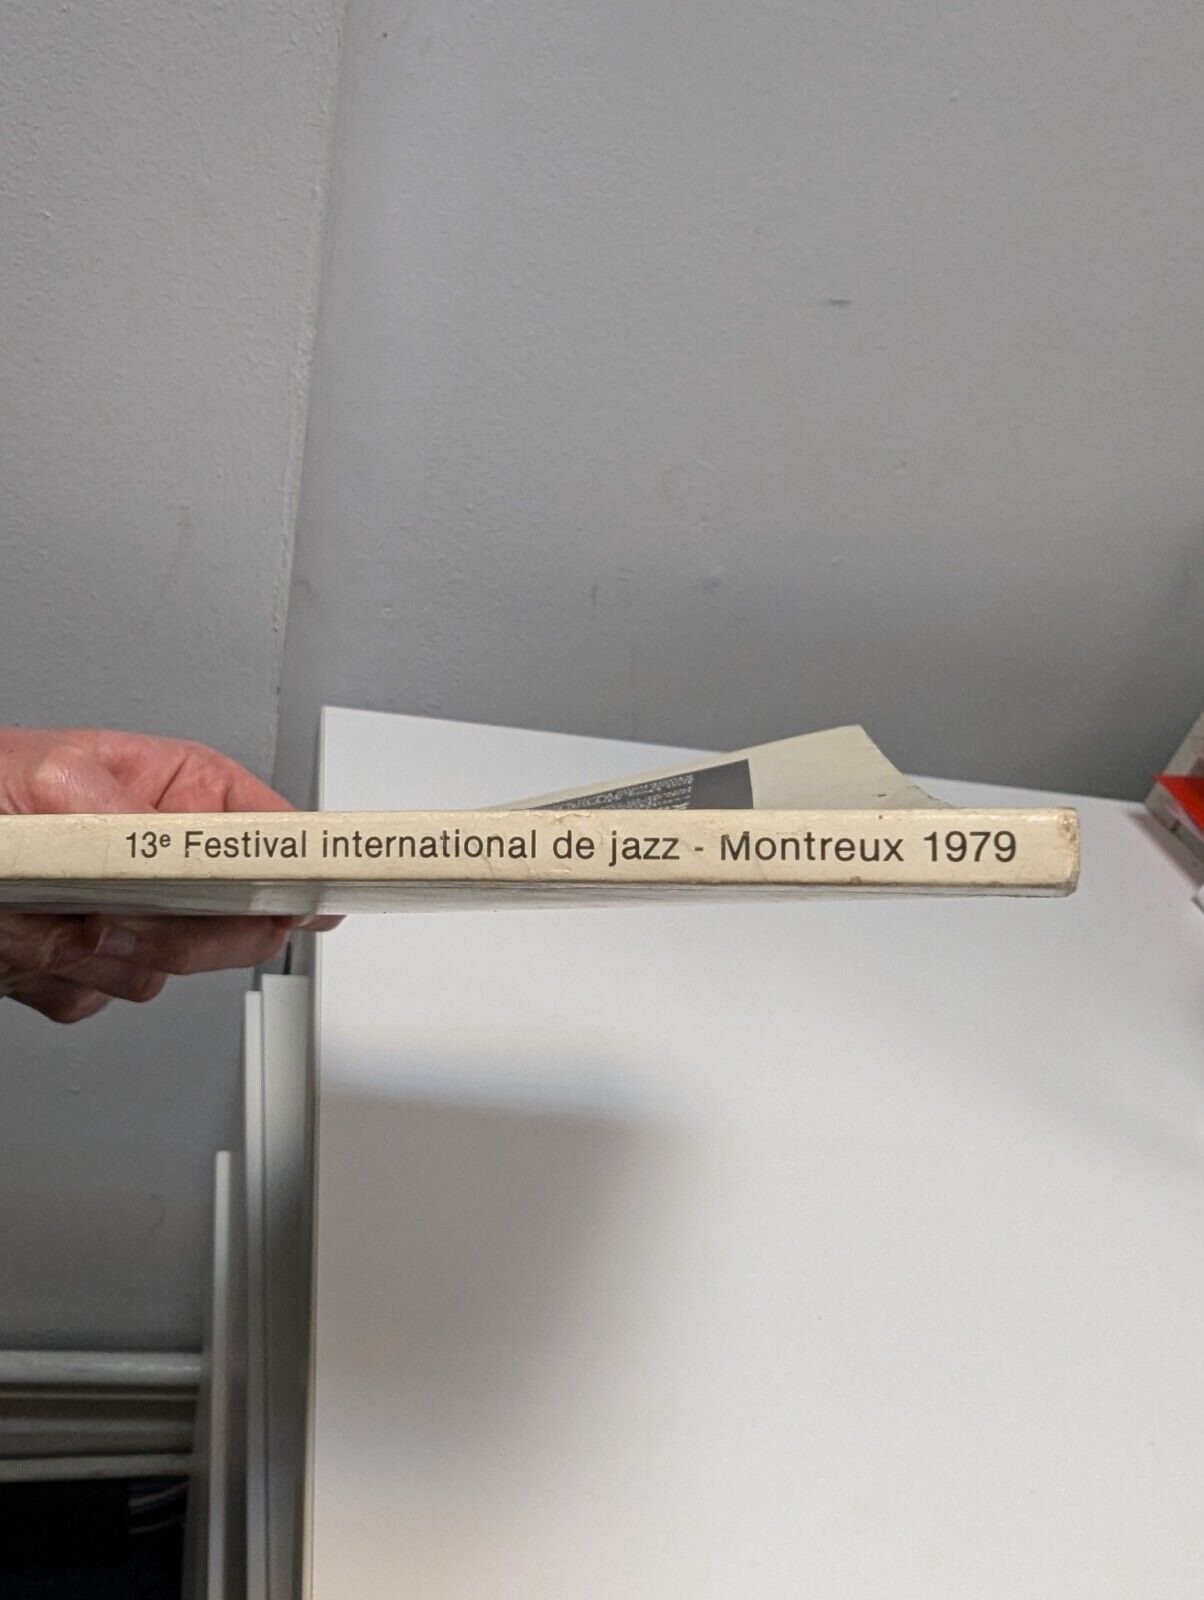 13e Festival international de jazz - Montreux 1979